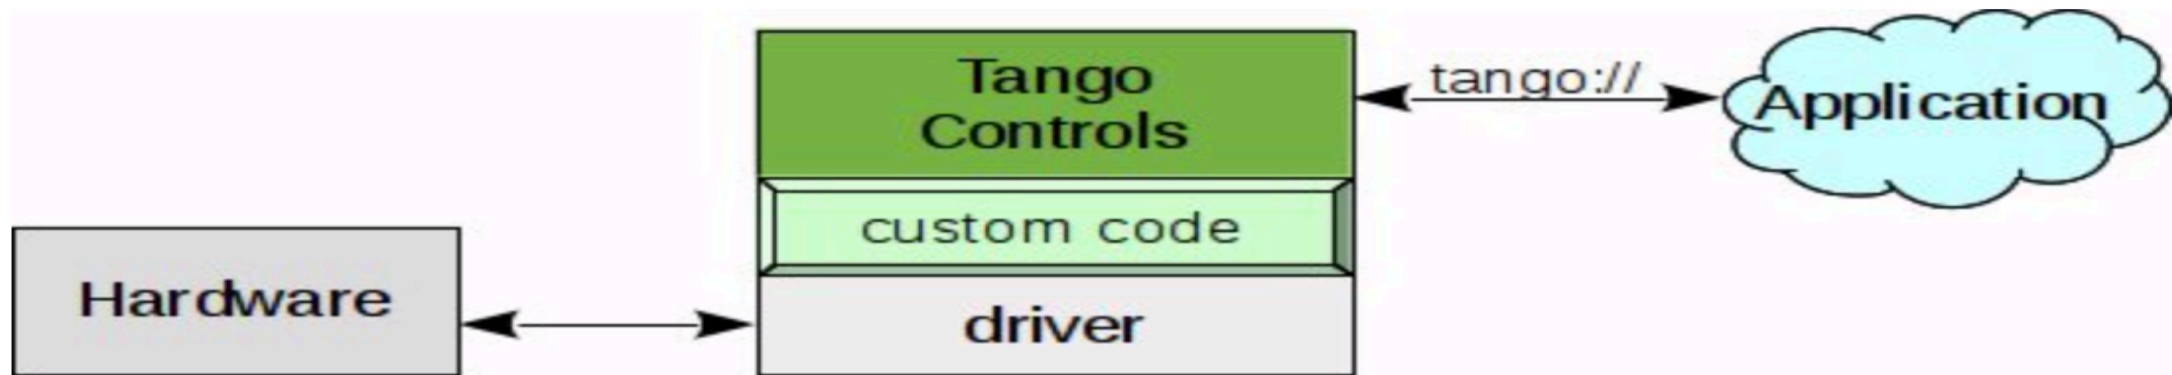 Tango
Controls
tango://
Application
custom code
Hardware
driver